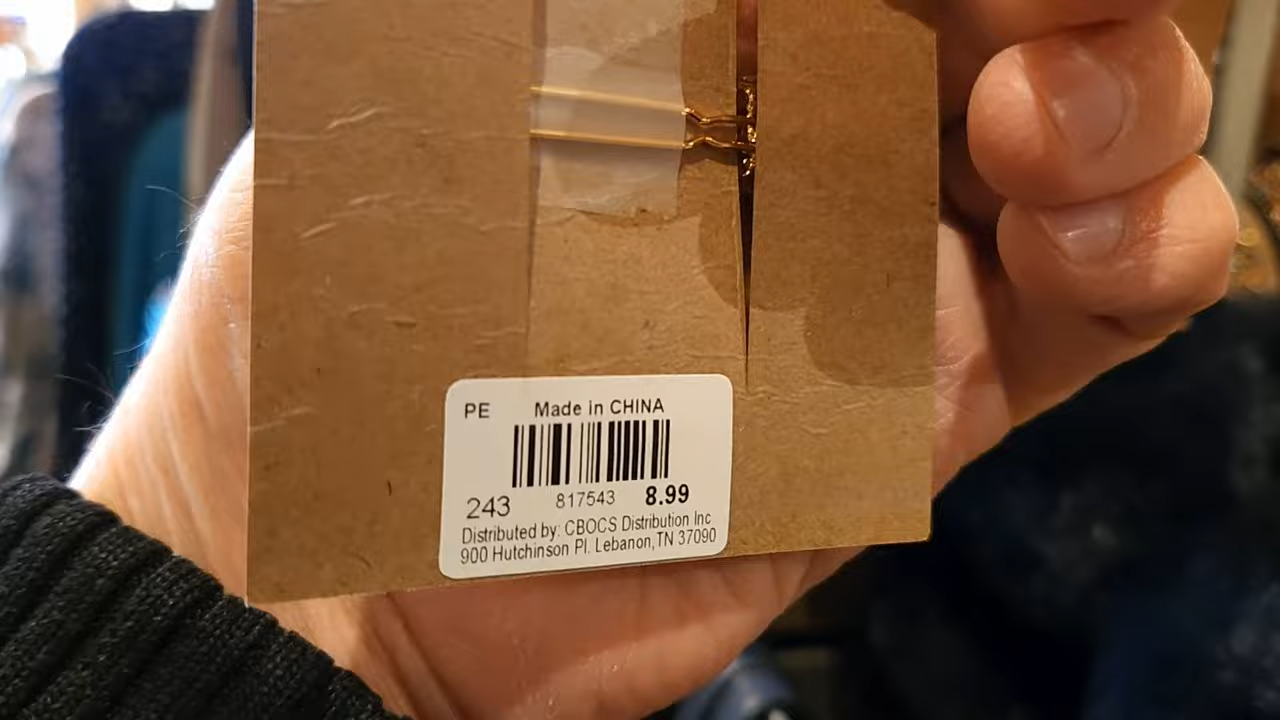 PE Made in CHINA
243 817543 8.99
Distributed by: CBOCS Distribution Inc
900 Hutchinson Pl. Lebanon, TN 37090